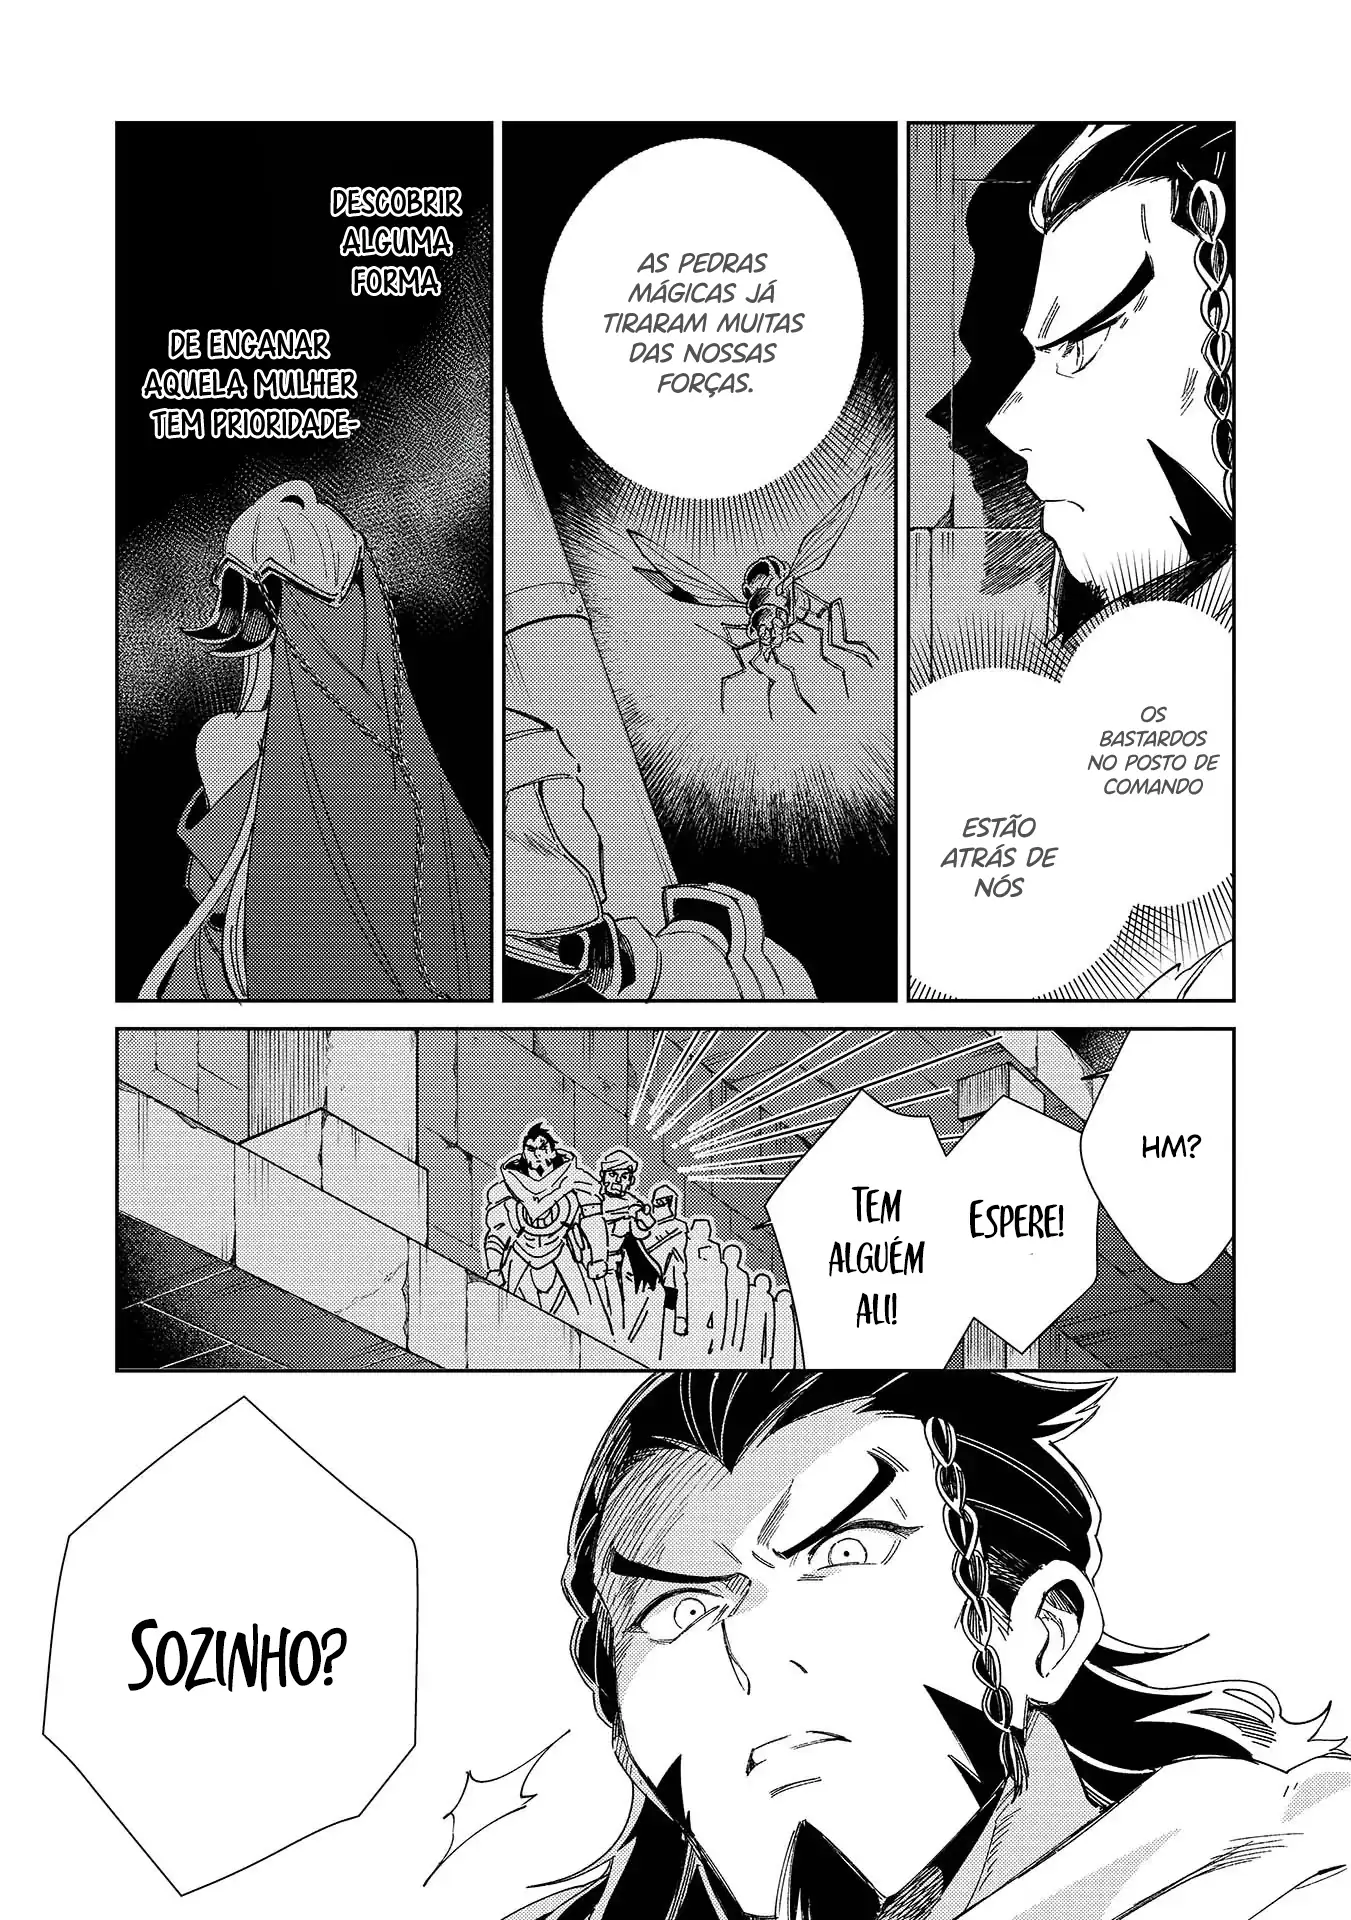 OS
BASTARDOS
NO POSTO DE
COMANDO
ESTÃO
ATRÁS DE
NÓS
AS PEDRAS
MÁGICAS JÁ
TIRARAM MUITAS
DAS NOSSAS
FORÇAS.
DESCOBRIR
ALGUMA
FORMA
DE ENGANAR
AQUELA MULHER
TEM PRIORIDADE-
HM?
ESPERE!
TEM
ALGUÉM
ALI!
SOZINHO?